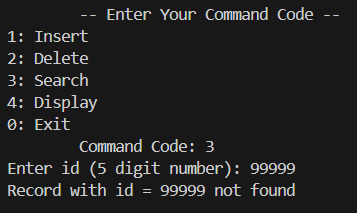 -- Enter Your Command Code --
1: Insert
2: Delete
3: Search
4: Display
0: Exit
Command Code: 3
Enter id (5 digit number): 99999
Record with id = 99999 not found